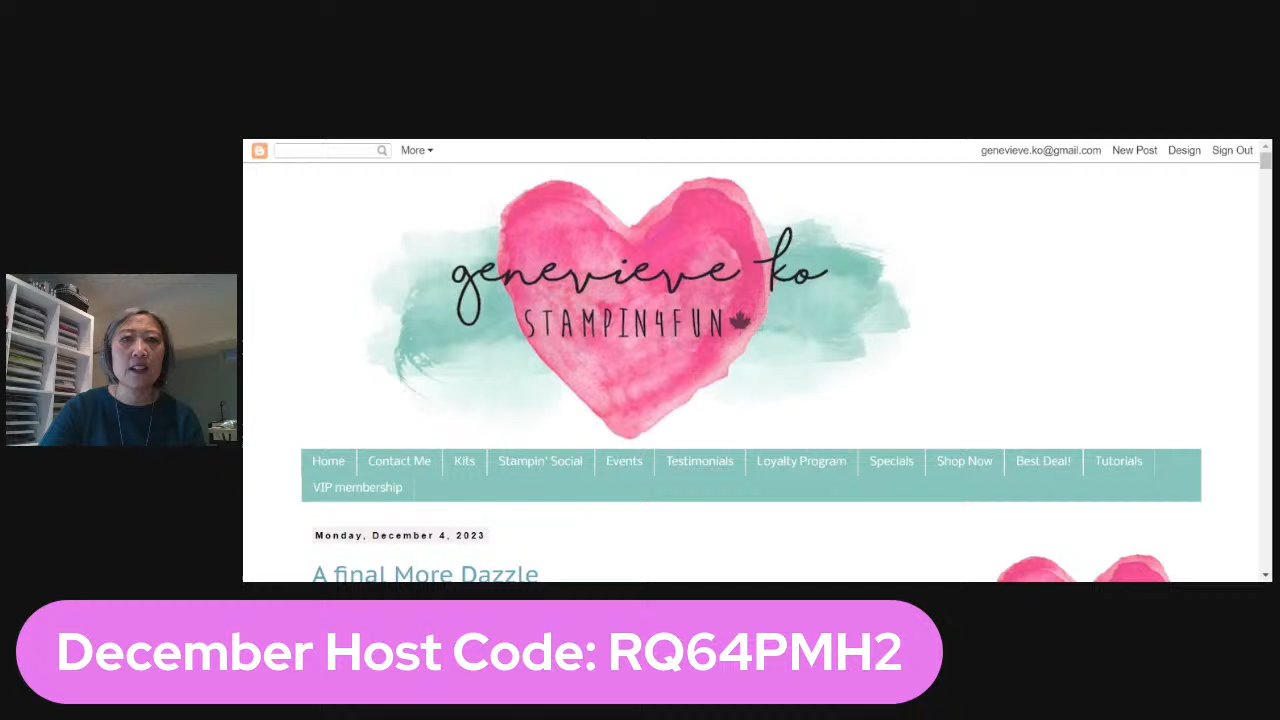 More
genevieve.ko@gmail.com New Post Design Sign Out
genevieve ko
STAMPIN4FUN
Home Contact Me Kits Stampin' Social Events Testimonials Loyalty Program Specials Shop Now Best Deal! Tutorials
VIP membership
Monday, December 4, 2023
A final More Dazzle
December Host Code: RQ64PMH2